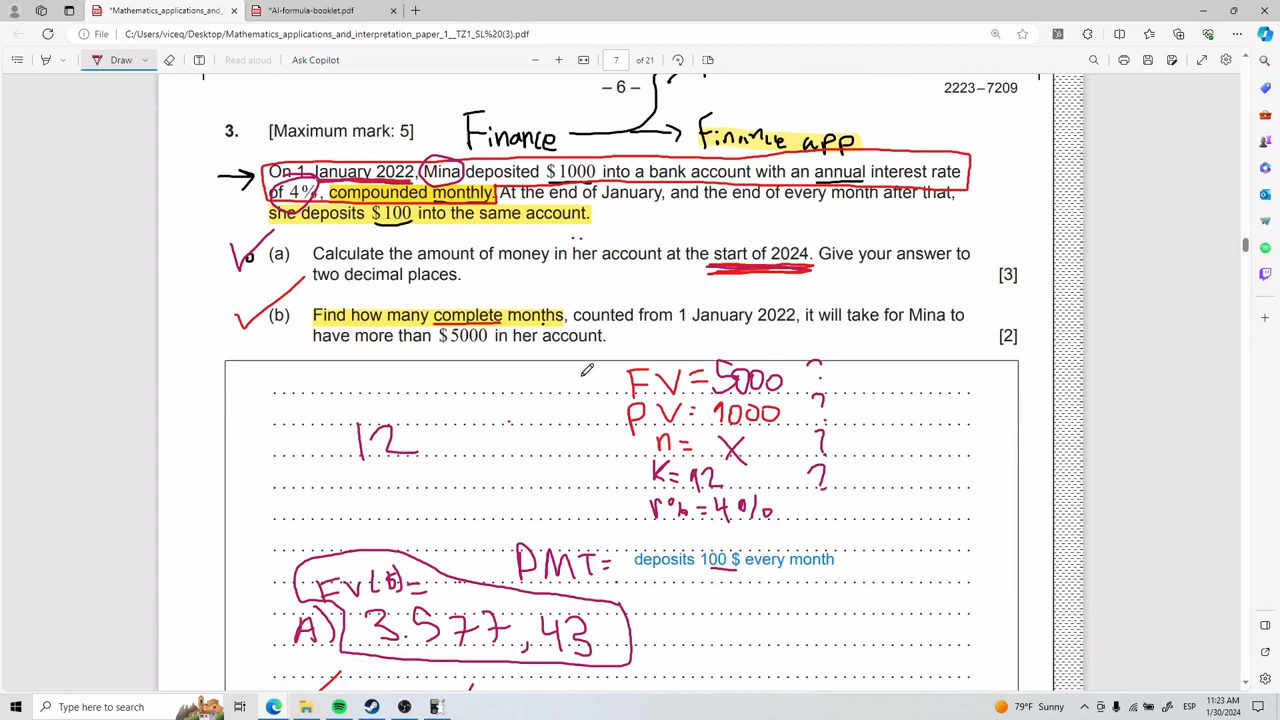 *Mathematics_applications_and_i
*AI-formula-booklet.pdf
File
C:/Users/viceq/Desktop/Mathematics_applications_and_interpretation_paper_1__TZ1_SL%20(3).pdf
Draw
Read aloud
Ask Copilot
7 of 21
– 6 –
2223–7209
3. [Maximum mark: 5]
Finance
Finance app
On 1 January 2022, Mina deposited $1000 into a bank account with an annual interest rate
of 4%, compounded monthly. At the end of January, and the end of every month after that,
she deposits $100 into the same account.
(a) Calculate the amount of money in her account at the start of 2024. Give your answer to
two decimal places. [3]
(b) Find how many complete months, counted from 1 January 2022, it will take for Mina to
have more than $5000 in her account. [2]
FV = 5000 ?
PV: 1000 ?
12
n = X ?
K = 12 ?
r% = 4%
PMT = deposits 100 $ every month
FV($) =
A) 3.577,43
Type here to search
79°F Sunny
ESP
11:23 AM
1/30/2024